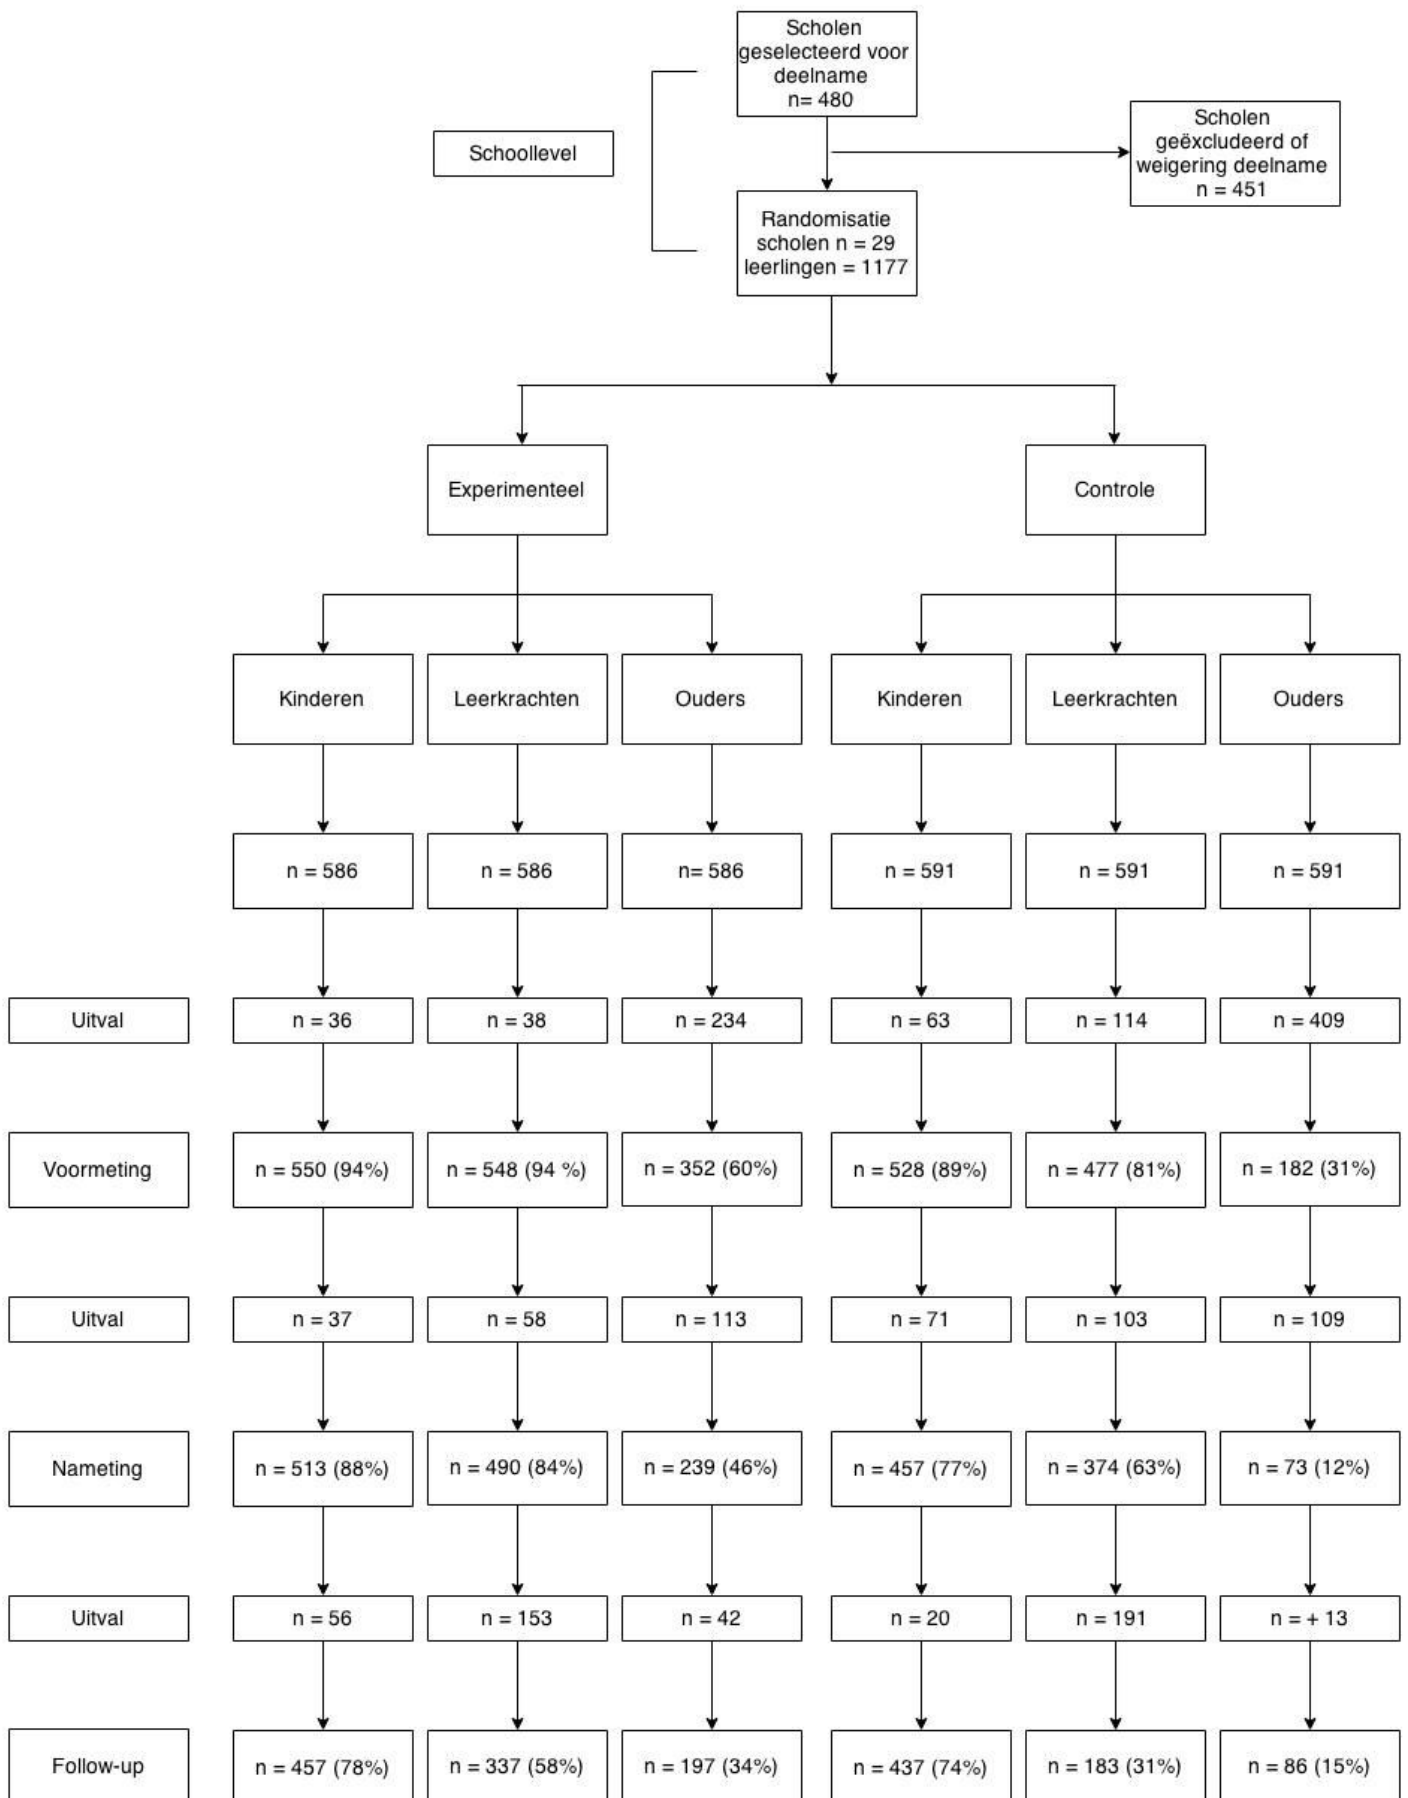 Scholen
geselecteerd voor
deelname
n= 480
Scholen
geëxcludeerd of
weigering deelname
n = 451
Schoollevel
Randomisatie
scholen n = 29
leerlingen = 1177
Experimenteel
Controle
Kinderen
Leerkrachten
Ouders
Kinderen
Leerkrachten
Ouders
n = 586
n = 586
n= 586
n = 591
n = 591
n = 591
Uitval
n = 36
n = 38
n = 234
n = 63
n = 114
n = 409
Voormeting
n = 550 (94%)
n = 548 (94 %)
n = 352 (60%)
n = 528 (89%)
n = 477 (81%)
n = 182 (31%)
Uitval
n = 37
n = 58
n = 113
n = 71
n = 103
n = 109
Nameting
n = 513 (88%)
n = 490 (84%)
n = 239 (46%)
n = 457 (77%)
n = 374 (63%)
n = 73 (12%)
Uitval
n = 56
n = 153
n = 42
n = 20
n = 191
n = + 13
Follow-up
n = 457 (78%)
n = 337 (58%)
n = 197 (34%)
n = 437 (74%)
n = 183 (31%)
n = 86 (15%)